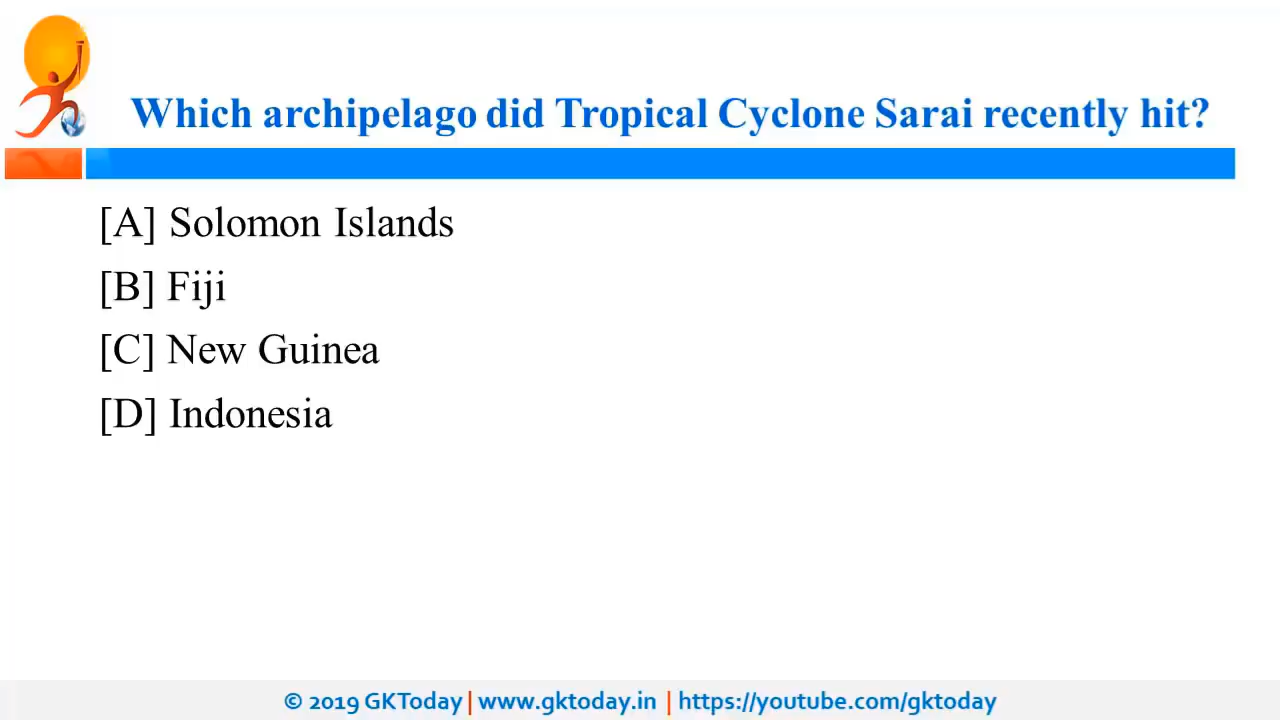 Which archipelago did Tropical Cyclone Sarai recently hit?
[A] Solomon Islands
[B] Fiji
[C] New Guinea
[D] Indonesia
© 2019 GKToday | www.gktoday.in | https://youtube.com/gktoday